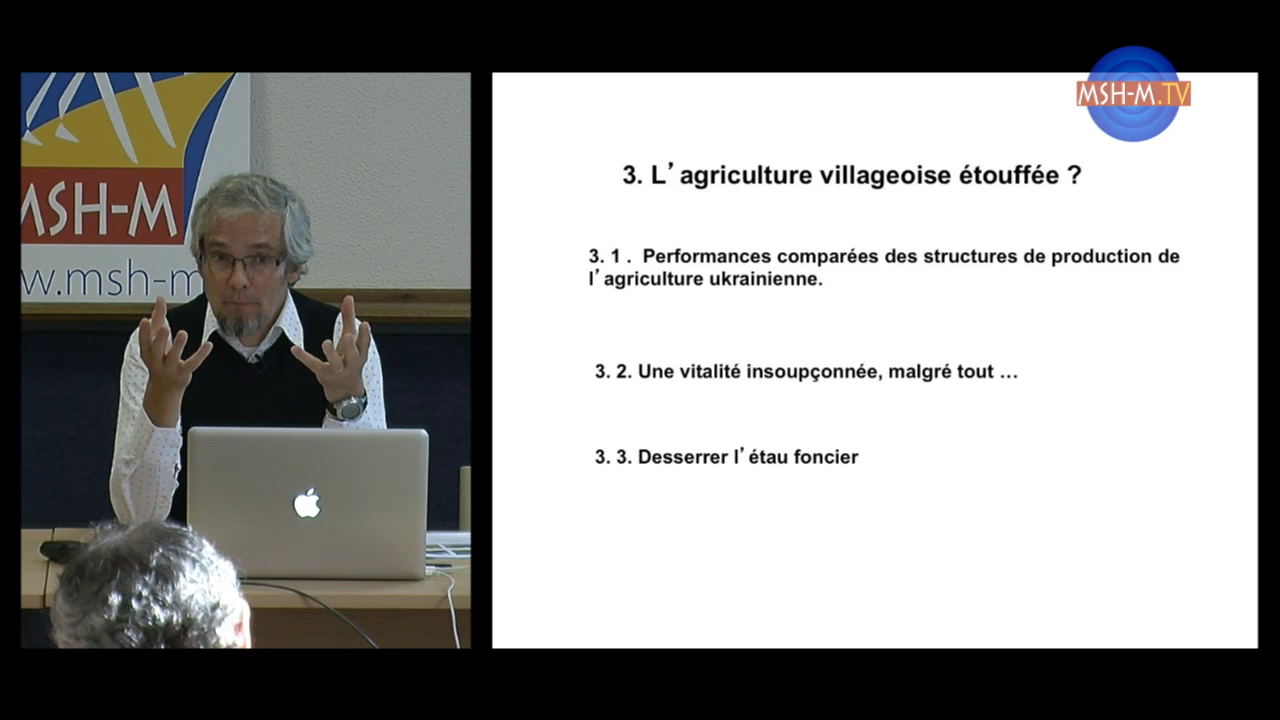 MSH-M.TV
MSH-M
w.msh-m
3. L’agriculture villageoise étouffée ?
3. 1 . Performances comparées des structures de production de
l’agriculture ukrainienne.
3. 2. Une vitalité insoupçonnée, malgré tout …
3. 3. Desserrer l’étau foncier